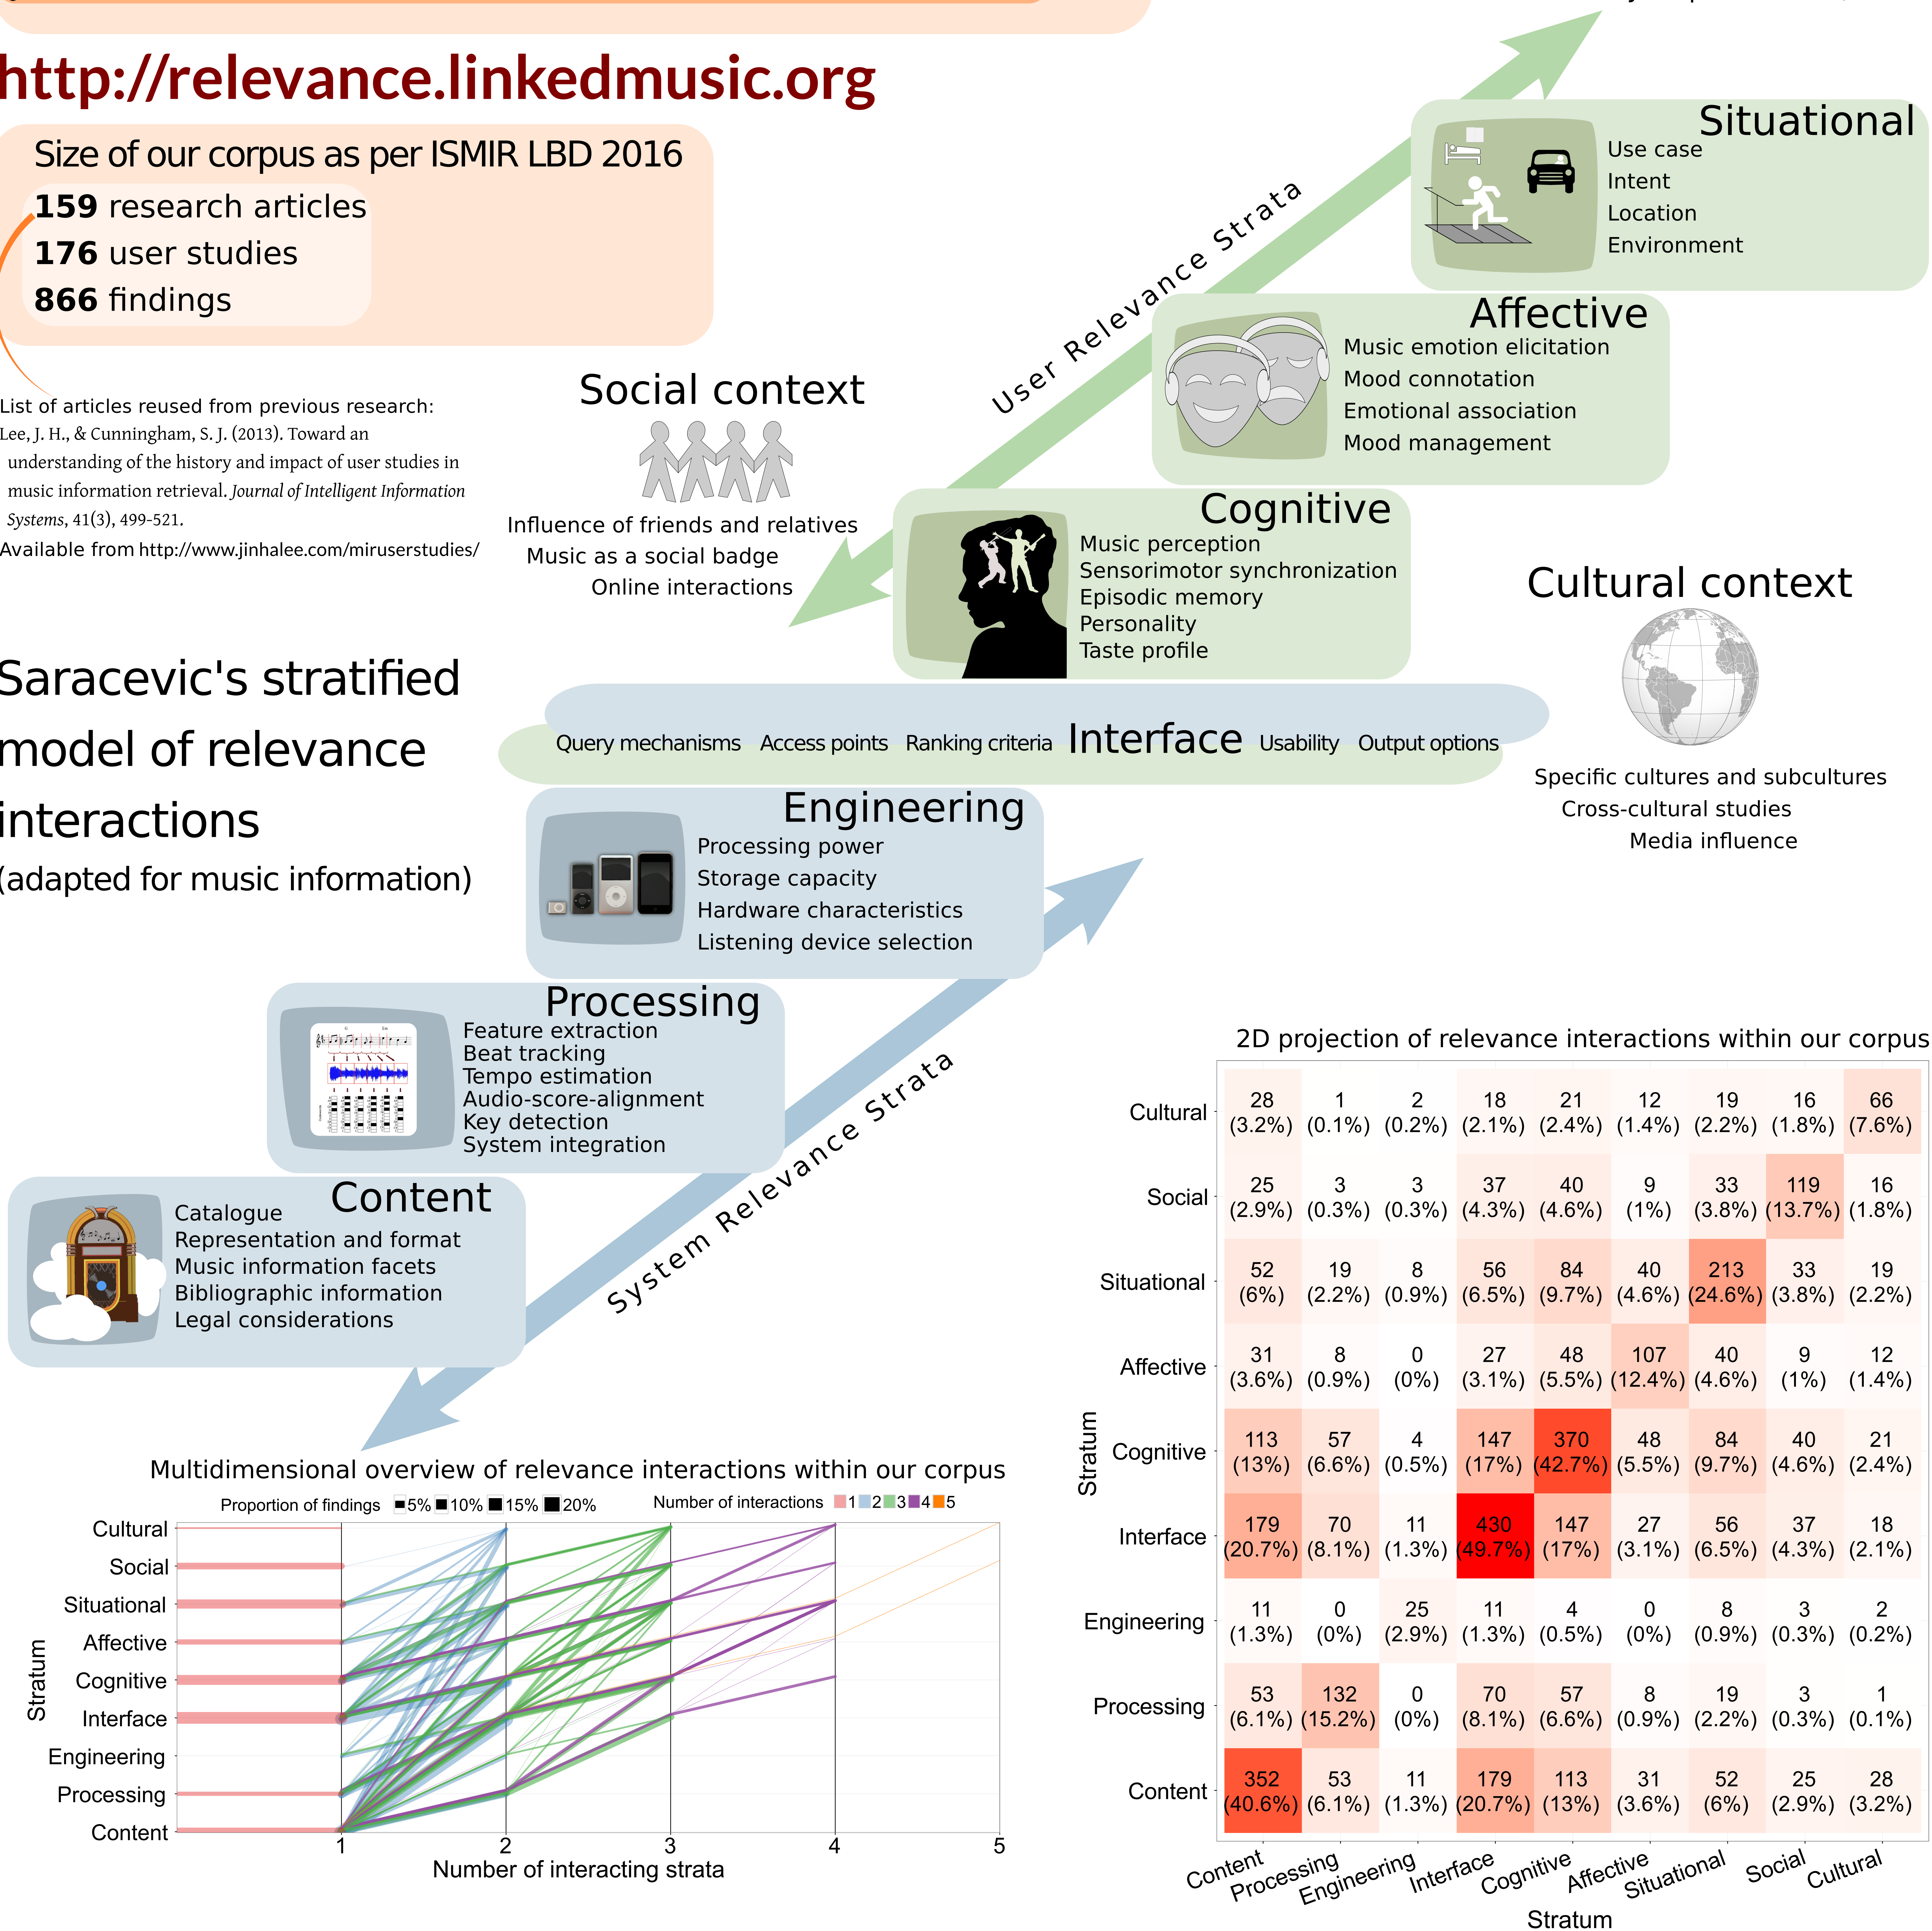 http://relevance.linkedmusic.org
Size of our corpus as per ISMIR LBD 2016
159 research articles
176 user studies
866 findings
List of articles reused from previous research:
Lee, J. H., & Cunningham, S. J. (2013). Toward an
understanding of the history and impact of user studies in
music information retrieval. Journal of Intelligent Information
Systems, 41(3), 499-521.
Available from http://www.jinhalee.com/miruserstudies/
Social context
Influence of friends and relatives
Music as a social badge
Online interactions
User Relevance Strata
Situational
Use case
Intent
Location
Environment
Affective
Music emotion elicitation
Mood connotation
Emotional association
Mood management
Cognitive
Music perception
Sensorimotor synchronization
Episodic memory
Personality
Taste profile
Cultural context
Specific cultures and subcultures
Cross-cultural studies
Media influence
Saracevic's stratified
model of relevance
interactions
(adapted for music information)
Query mechanisms Access points Ranking criteria Interface Usability Output options
Engineering
Processing power
Storage capacity
Hardware characteristics
Listening device selection
Processing
Feature extraction
Beat tracking
Tempo estimation
Audio-score-alignment
Key detection
System integration
Content
Catalogue
Representation and format
Music information facets
Bibliographic information
Legal considerations
System Relevance Strata
Multidimensional overview of relevance interactions within our corpus
Proportion of findings 5% 10% 15% 20% Number of interactions 1 2 3 4 5
Stratum
Cultural
Social
Situational
Affective
Cognitive
Interface
Engineering
Processing
Content
1 2 3 4 5
Number of interacting strata
2D projection of relevance interactions within our corpus
Stratum
Cultural 28 1 2 18 21 12 19 16 66
(3.2%) (0.1%) (0.2%) (2.1%) (2.4%) (1.4%) (2.2%) (1.8%) (7.6%)
Social 25 3 3 37 40 9 33 119 16
(2.9%) (0.3%) (0.3%) (4.3%) (4.6%) (1%) (3.8%) (13.7%) (1.8%)
Situational 52 19 8 56 84 40 213 33 19
(6%) (2.2%) (0.9%) (6.5%) (9.7%) (4.6%) (24.6%) (3.8%) (2.2%)
Affective 31 8 0 27 48 107 40 9 12
(3.6%) (0.9%) (0%) (3.1%) (5.5%) (12.4%) (4.6%) (1%) (1.4%)
Cognitive 113 57 4 147 370 48 84 40 21
(13%) (6.6%) (0.5%) (17%) (42.7%) (5.5%) (9.7%) (4.6%) (2.4%)
Interface 179 70 11 430 147 27 56 37 18
(20.7%) (8.1%) (1.3%) (49.7%) (17%) (3.1%) (6.5%) (4.3%) (2.1%)
Engineering 11 0 25 11 4 0 8 3 2
(1.3%) (0%) (2.9%) (1.3%) (0.5%) (0%) (0.9%) (0.3%) (0.2%)
Processing 53 132 0 70 57 8 19 3 1
(6.1%) (15.2%) (0%) (8.1%) (6.6%) (0.9%) (2.2%) (0.3%) (0.1%)
Content 352 53 11 179 113 31 52 25 28
(40.6%) (6.1%) (1.3%) (20.7%) (13%) (3.6%) (6%) (2.9%) (3.2%)
Content Processing Engineering Interface Cognitive Affective Situational Social Cultural
Stratum